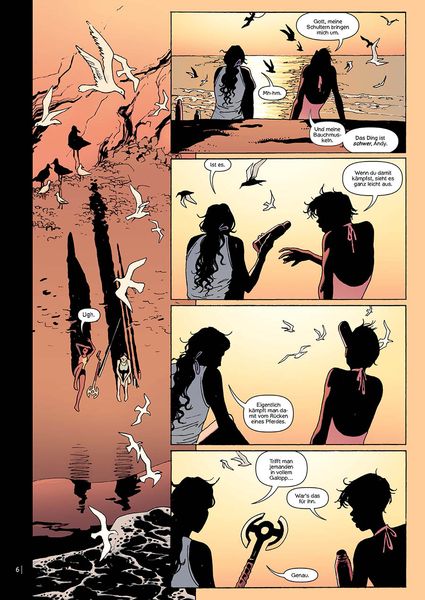 Ugh.
Gott, meine
Schultern bringen
mich um.
Mh-hm.
Und meine
Bauchmus-
keln.
Das Ding ist
schwer, Andy.
Ist es.
Wenn du damit
kämpfst, sieht es
ganz leicht aus.
Eigentlich
kämpft man da-
mit vom Rücken
eines Pferdes.
Trifft man
jemanden
in vollem
Galopp...
War's das
für ihn.
Genau.
6